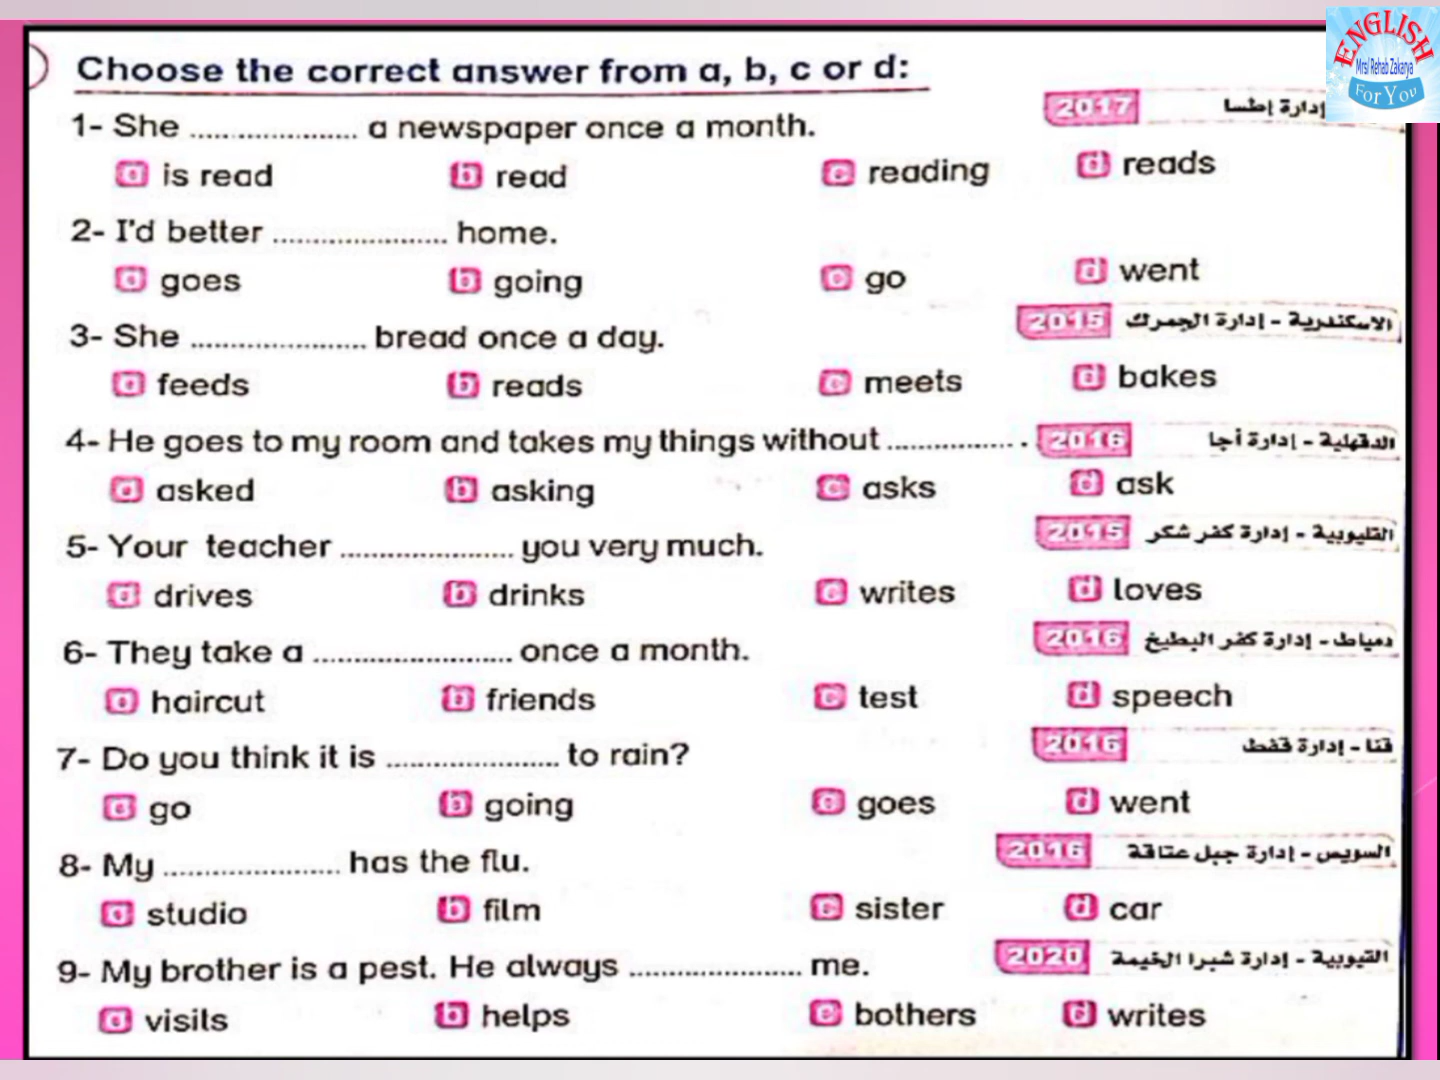 ENGLISH
Mrs/ Rehab Zakarya
For You
Choose the correct answer from a, b, c or d:
1- She .................... a newspaper once a month.
2017 إدارة إطسا
a is read b read c reading d reads
2- I'd better ..................... home.
a goes b going c go d went
2015 الاسكندرية - إدارة الجمرك
3- She ..................... bread once a day.
a feeds b reads c meets d bakes
4- He goes to my room and takes my things without ................ . 2016 الدقهلية - إدارة أجا
a asked b asking c asks d ask
2015 القليوبية - إدارة كفر شكر
5- Your teacher ..................... you very much.
a drives b drinks c writes d loves
2016 دمياط - إدارة كفر البطيخ
6- They take a ........................ once a month.
a haircut b friends c test d speech
2016 قنا - إدارة قفط
7- Do you think it is ..................... to rain?
a go b going c goes d went
2016 السويس - إدارة جبل عتاقة
8- My ..................... has the flu.
a studio b film c sister d car
2020 القيوبية - إدارة شبرا الخيمة
9- My brother is a pest. He always ..................... me.
a visits b helps c bothers d writes